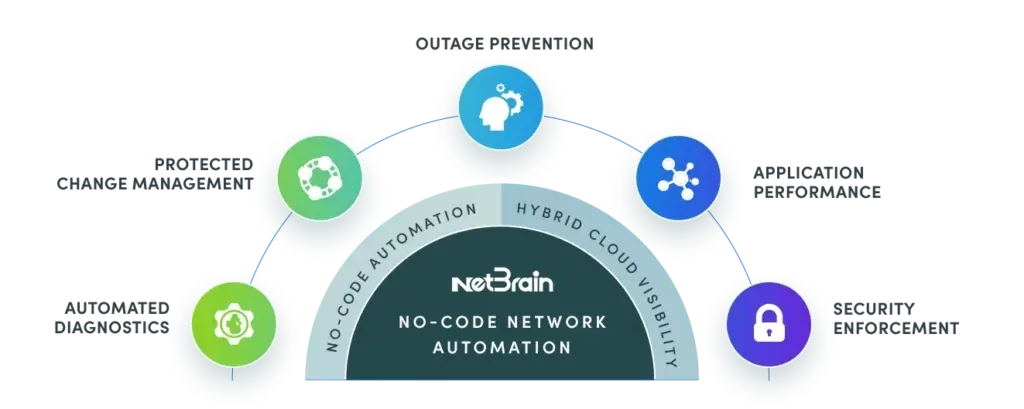 OUTAGE PREVENTION
PROTECTED
CHANGE MANAGEMENT
APPLICATION
PERFORMANCE
AUTOMATED
DIAGNOSTICS
SECURITY
ENFORCEMENT
NO-CODE AUTOMATION
HYBRID CLOUD VISIBILITY
NetBrain
NO-CODE NETWORK
AUTOMATION